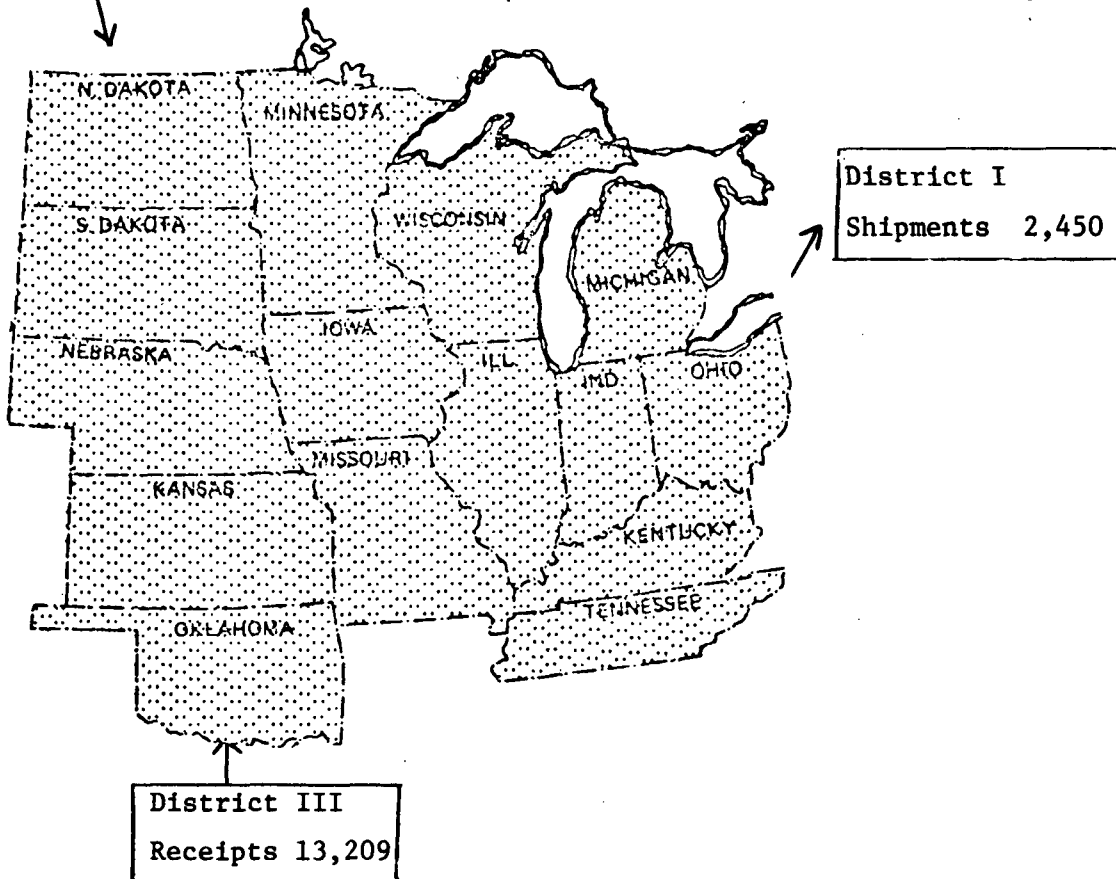 N. DAKOTA
MINNESOTA
S. DAKOTA
WISCONSIN
MICHIGAN
District I
Shipments 2,450
IOWA
NEBRASKA
ILL.
IMD.
OHIO
MISSOURI
KANSAS
KENTUCKY
TENNESSEE
OKLAHOMA
District III
Receipts 13,209